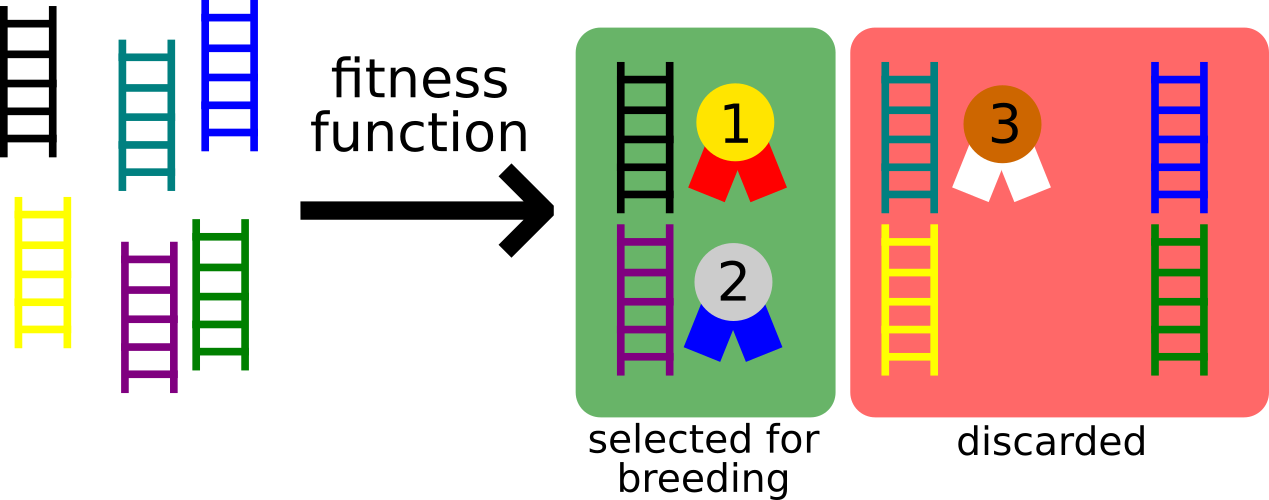 fitness
function
1
2
3
selected for
breeding
discarded